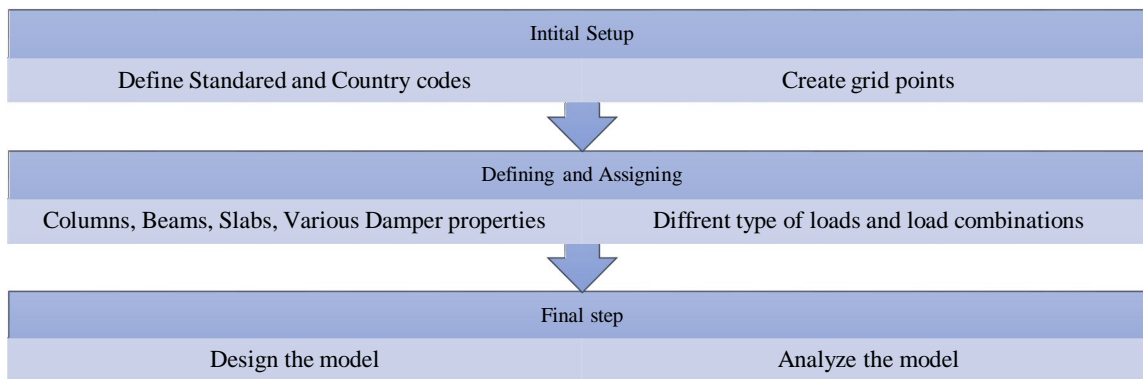 Intital Setup
Define Standared and Country codes
Create grid points
Defining and Assigning
Columns, Beams, Slabs, Various Damper properties
Diffrent type of loads and load combinations
Final step
Design the model
Analyze the model